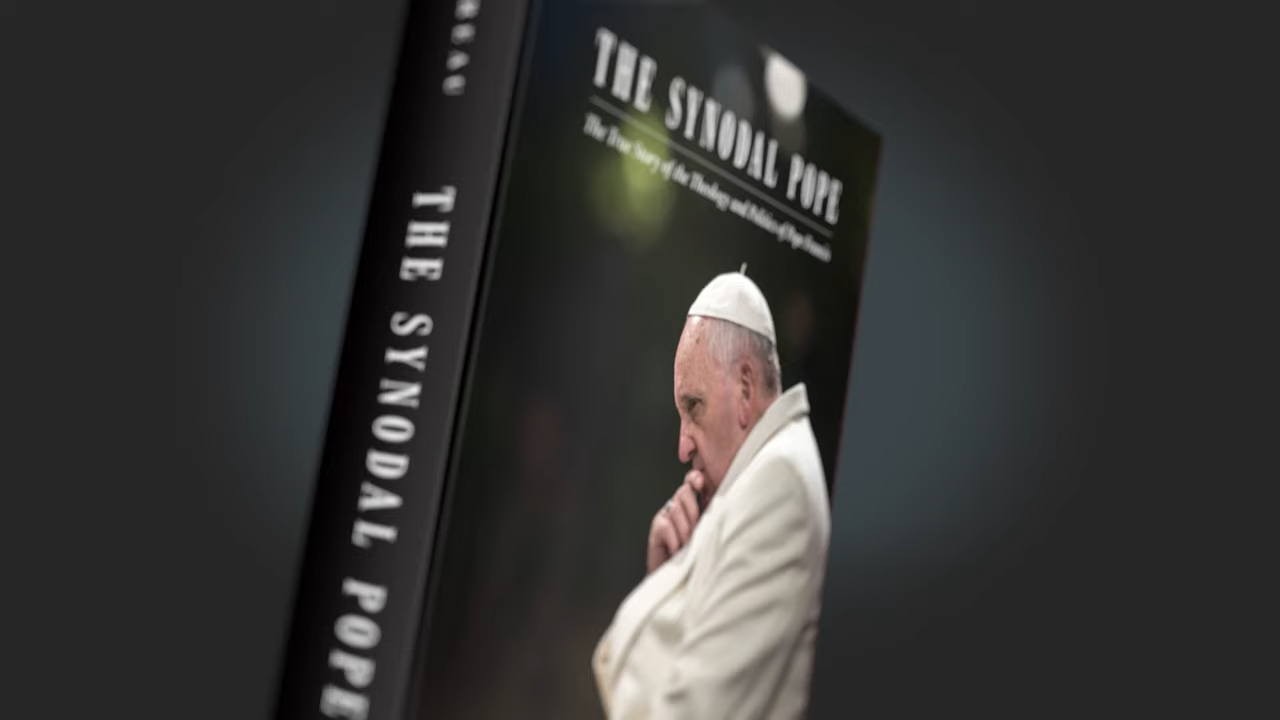 THE SYNODAL POPE
THE SYNODAL POPE
The True Story of the Theology and Politics of Pope Francis